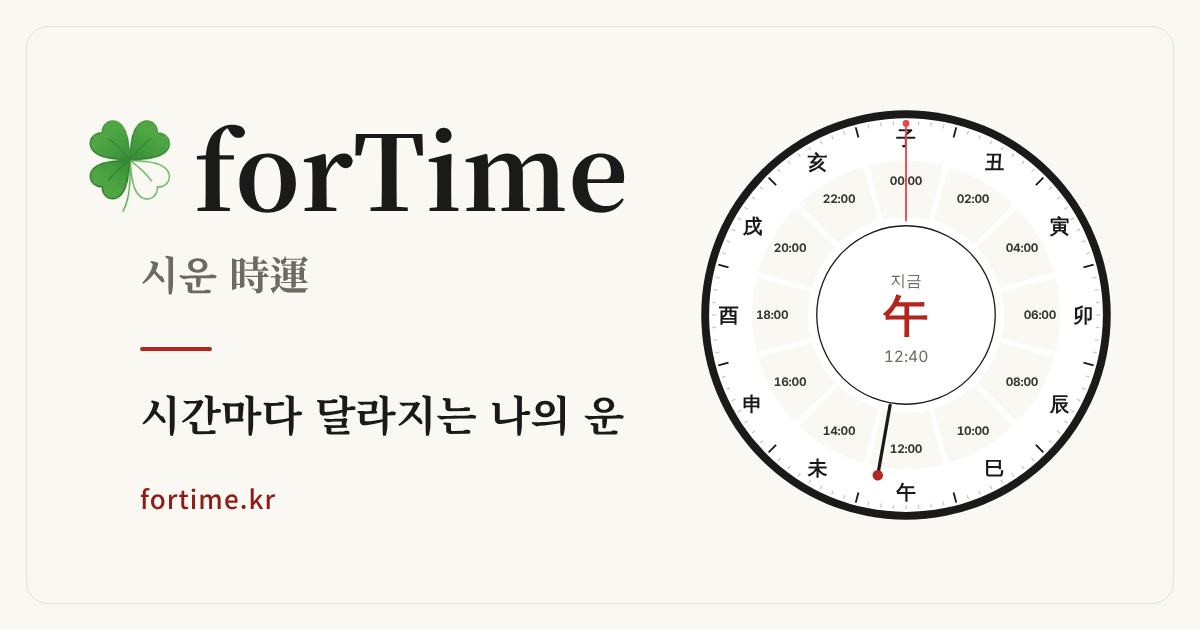 forTime
시운 時運
시간마다 달라지는 나의 운
fortime.kr
子
丑
寅
卯
辰
巳
午
未
申
酉
戌
亥
00:00
02:00
04:00
06:00
08:00
10:00
12:00
14:00
16:00
18:00
20:00
22:00
지금
午
12:40